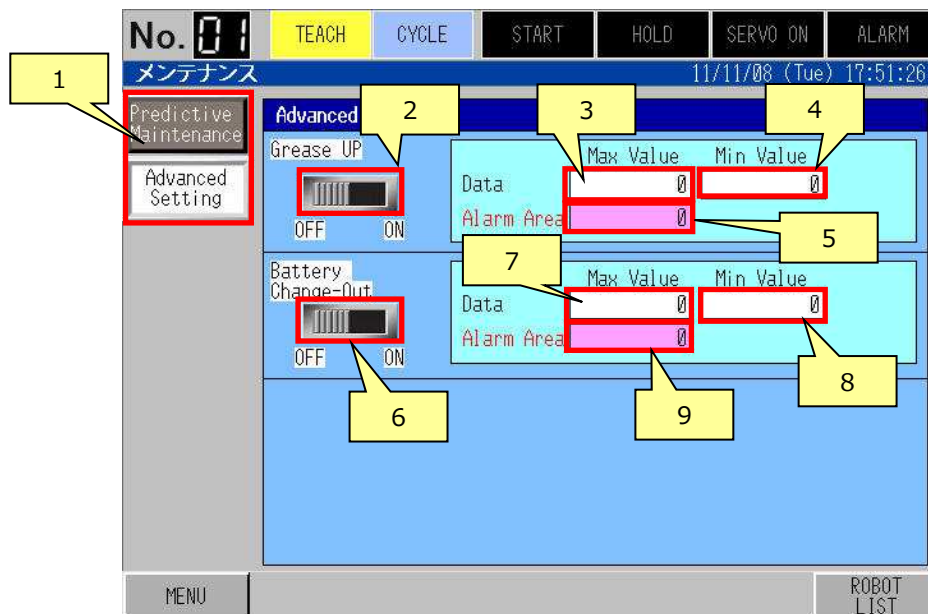 No. 01 TEACH CYCLE START HOLD SERVO ON ALARM
メンテナンス 11/11/08 (Tue) 17:51:26
1
2
3
4
Predictive
Maintenance
Advanced
Setting
Advanced
Grease UP
OFF ON
Max Value Min Value
Data 0 0
Alarm Area 0
5
Battery
Change-Out
OFF ON
7
Max Value Min Value
Data 0 0
Alarm Area 0
6
9
8
MENU
ROBOT
LIST